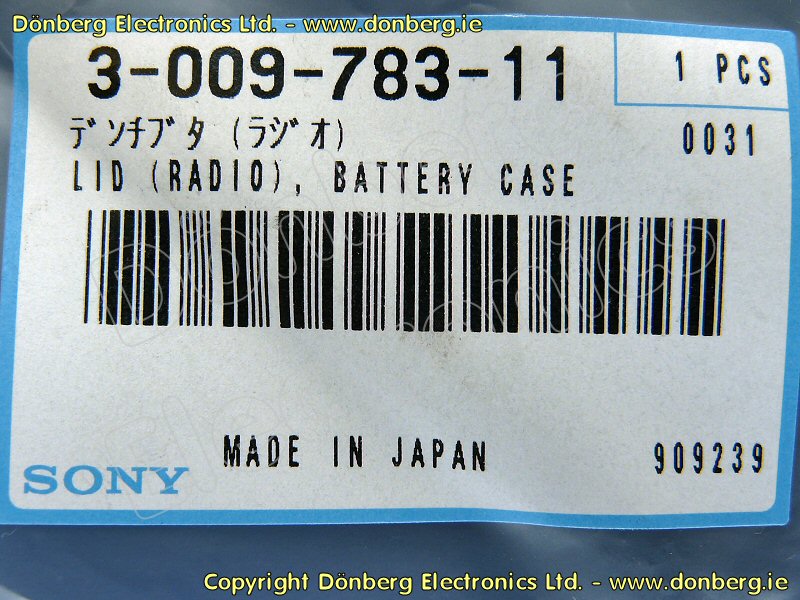 Dönberg Electronics Ltd. - www.donberg.ie
3-009-783-11
1 PCS
デンチブタ (ラジオ)
0031
LID (RADIO), BATTERY CASE
MADE IN JAPAN
909239
SONY
Copyright Dönberg Electronics Ltd. - www.donberg.ie